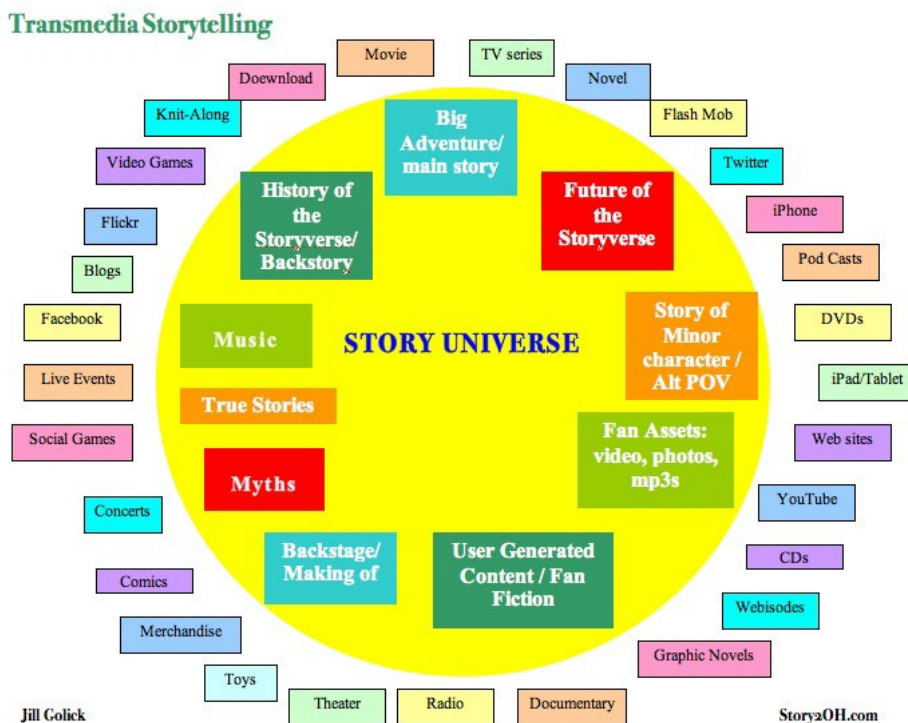 Transmedia Storytelling
Movie
TV series
Doewnload
Novel
Knit-Along
Flash Mob
Big
Adventure/
main story
Video Games
Twitter
History of
the
Storyverse/
Backstory
Future of
the
Storyverse
Flickr
iPhone
Blogs
Pod Casts
Facebook
Music
STORY UNIVERSE
Story of
Minor
character /
Alt POV
DVDs
Live Events
True Stories
iPad/Tablet
Social Games
Fan Assets:
video, photos,
mp3s
Web sites
Myths
Concerts
YouTube
Backstage/
Making of
User Generated
Content / Fan
Fiction
Comics
CDs
Merchandise
Webisodes
Toys
Graphic Novels
Theater
Radio
Documentary
Jill Golick
Story2OH.com